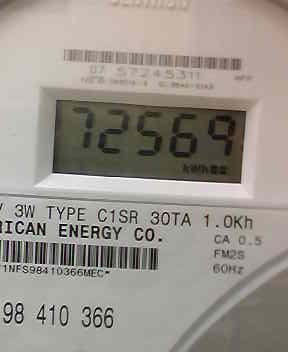 07 57245311
72569
kWh
V 3W TYPE C1SR 30TA 1.0Kh
RICAN ENERGY CO.
CA 0.5
FM2S
1NFS98410366MEC*
60Hz
98 410 366